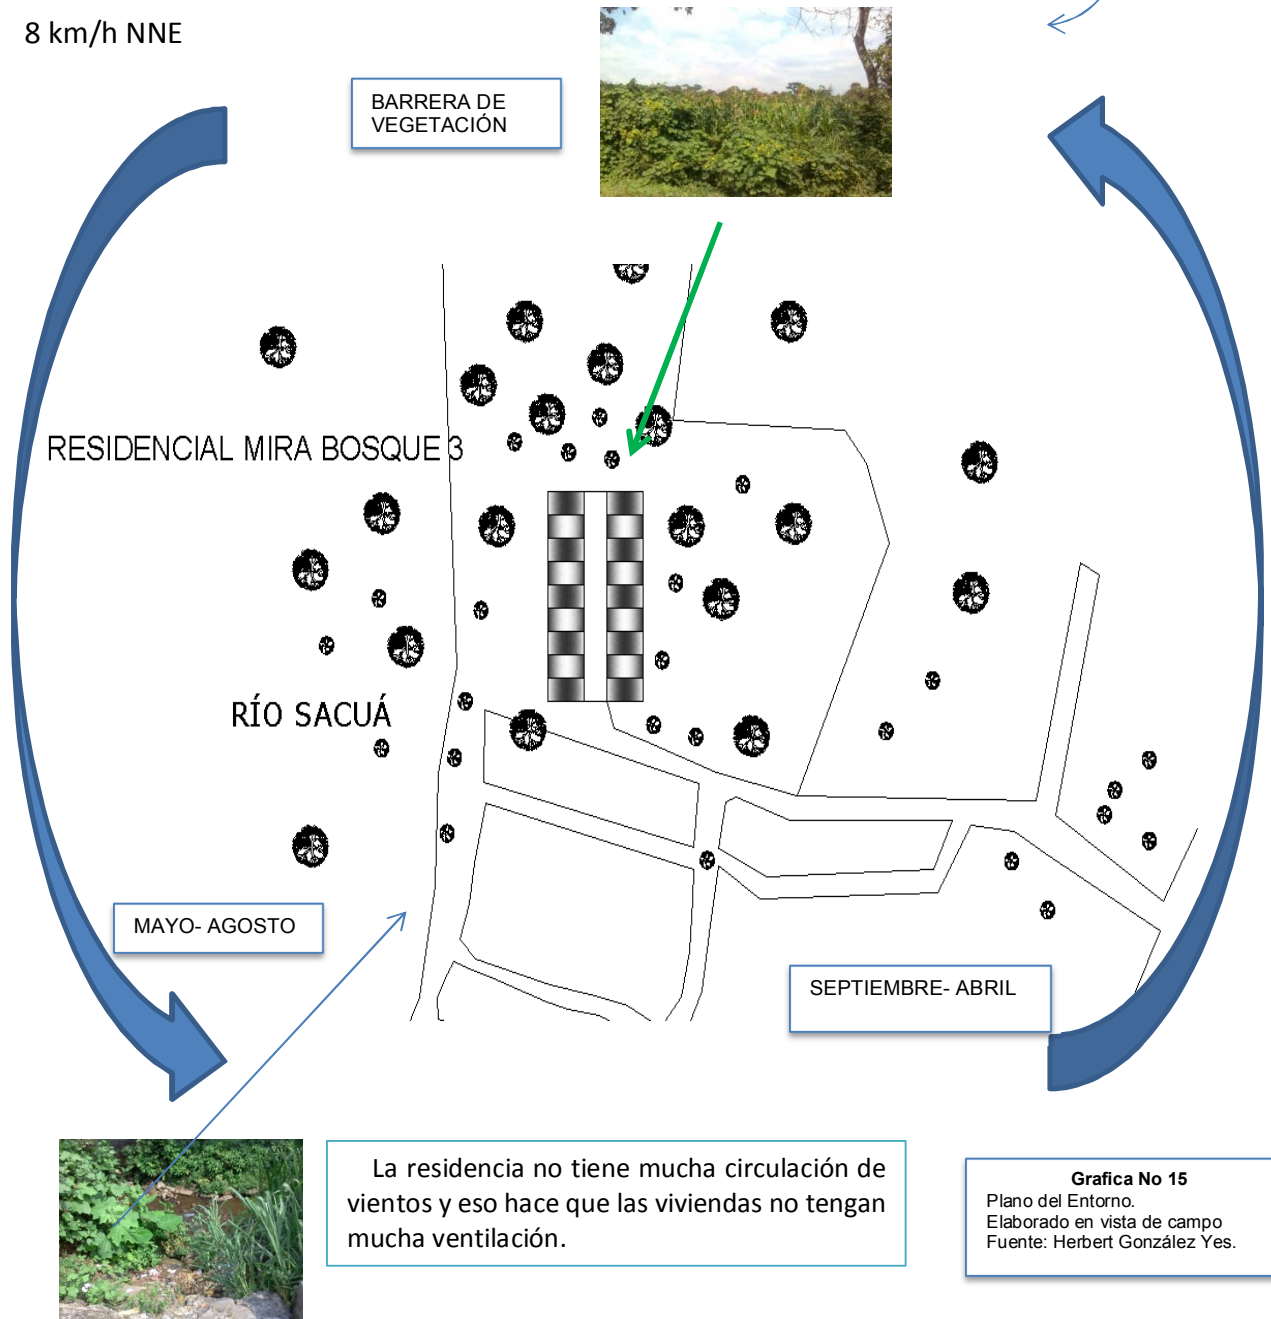 8 km/h NNE
BARRERA DE
VEGETACIÓN
RESIDENCIAL MIRA BOSQUE 3
RÍO SACUÁ
MAYO- AGOSTO
SEPTIEMBRE- ABRIL
La residencia no tiene mucha circulación de
vientos y eso hace que las viviendas no tengan
mucha ventilación.
Grafica No 15
Plano del Entorno.
Elaborado en vista de campo
Fuente: Herbert González Yes.